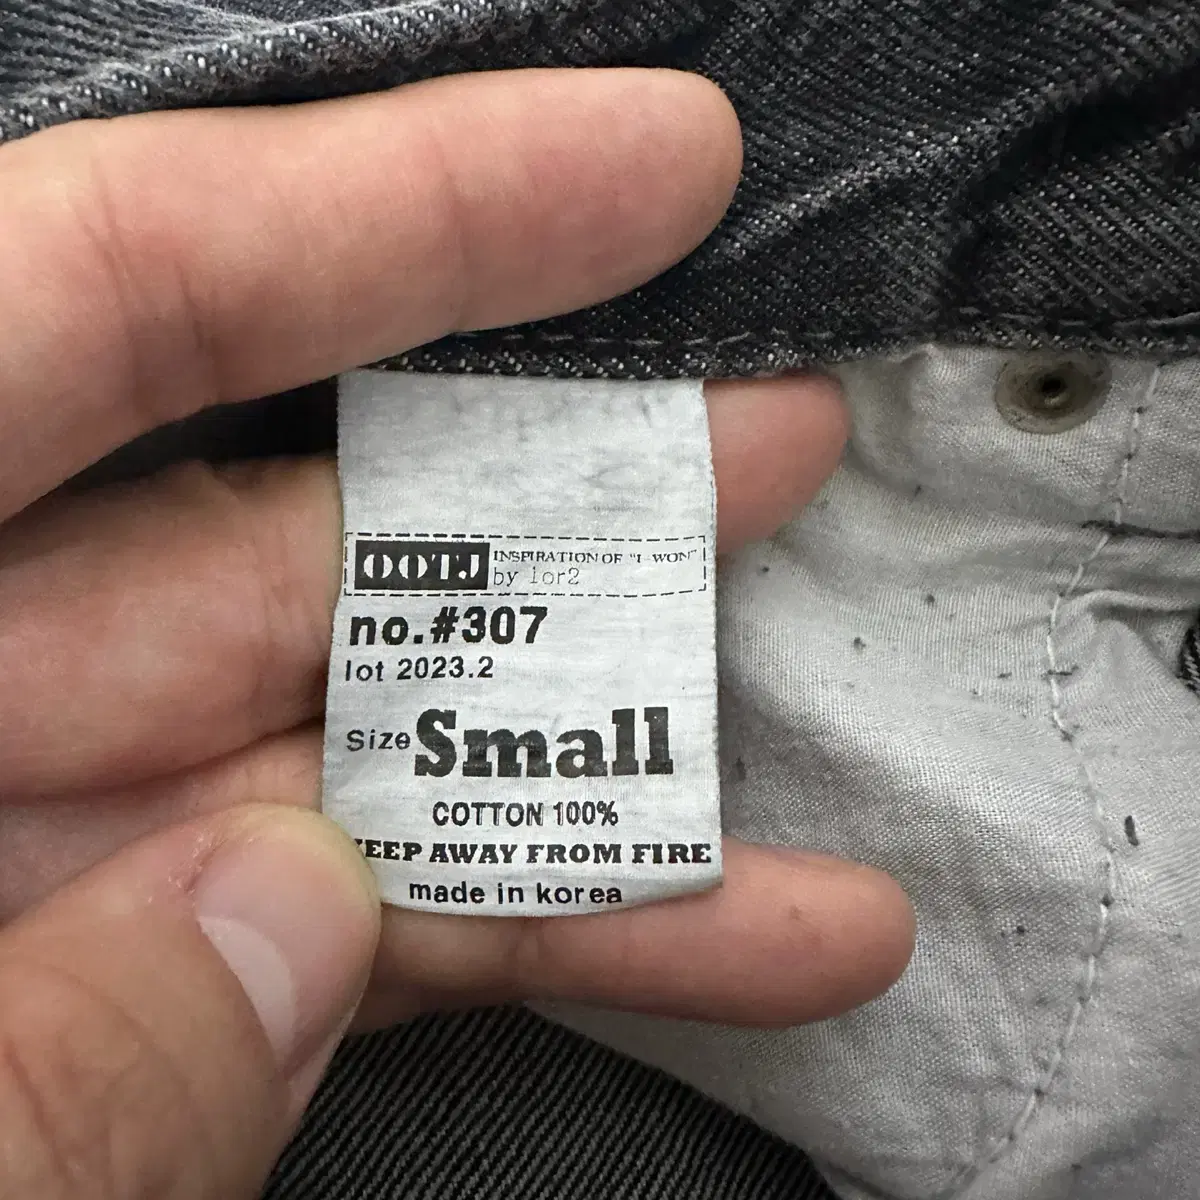 OOTJ INSPIRATION OF "I WON"
by lor2
no.#307
lot 2023.2
Size Small
COTTON 100%
KEEP AWAY FROM FIRE
made in korea